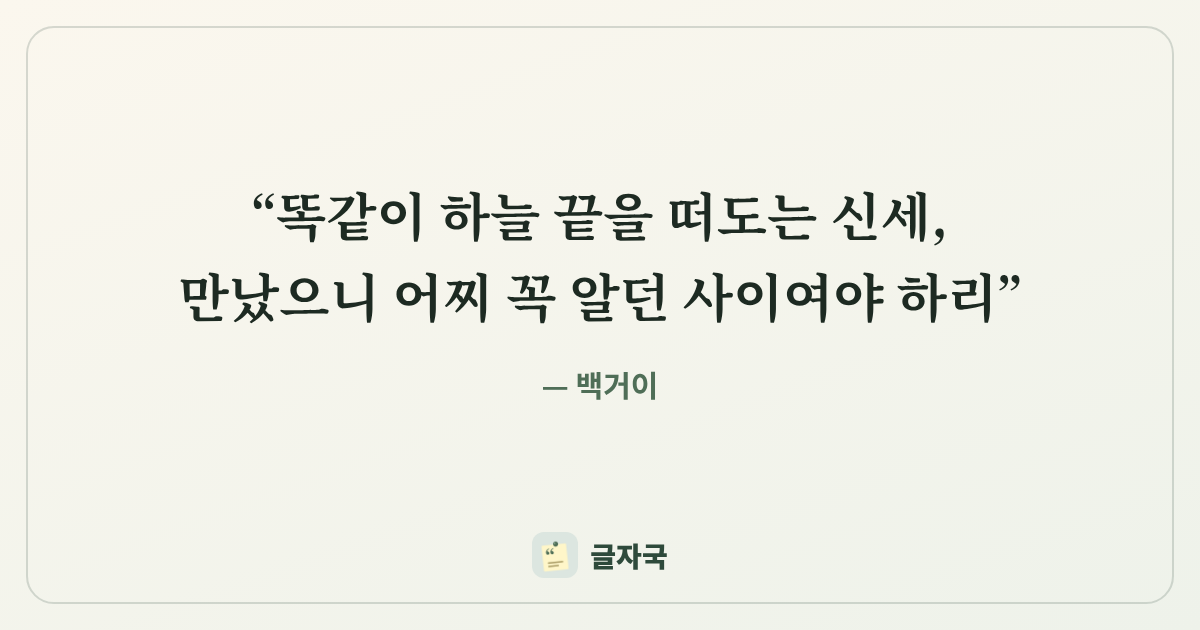 “똑같이 하늘 끝을 떠도는 신세,
만났으니 어찌 꼭 알던 사이여야 하리”
— 백거이
글자국